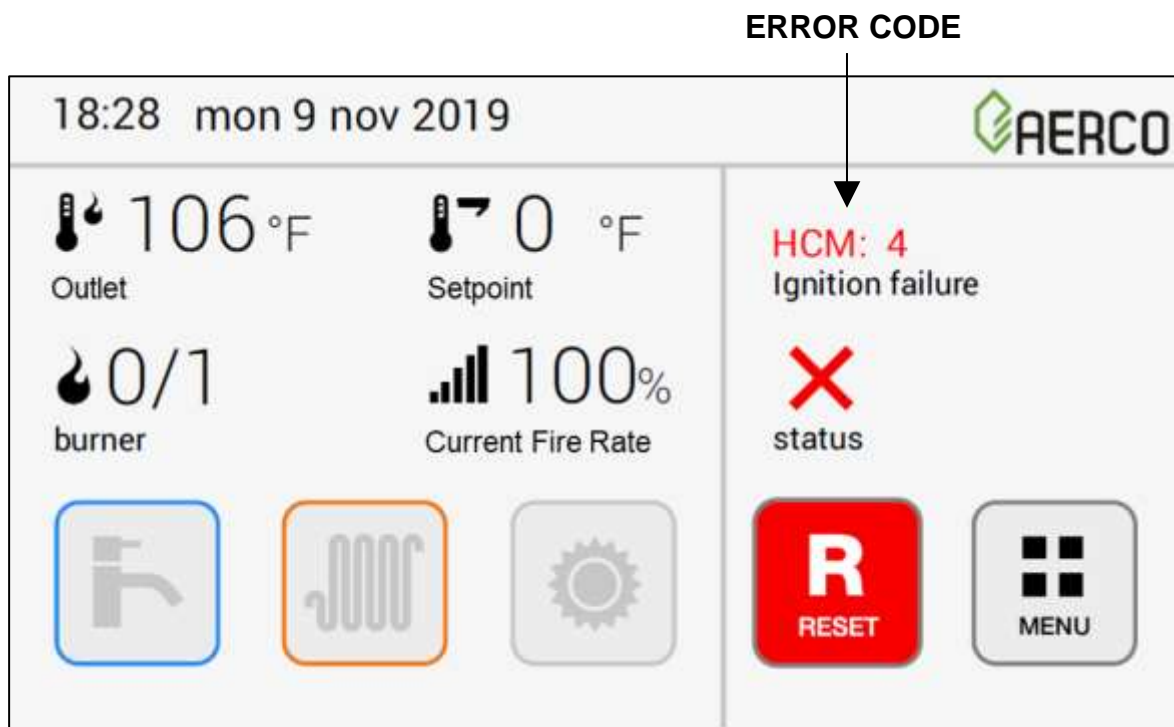 ERROR CODE
18:28 mon 9 nov 2019
AERCO
106 °F
Outlet
0 °F
Setpoint
HCM: 4
Ignition failure
0/1
burner
100%
Current Fire Rate
status
R
RESET
MENU